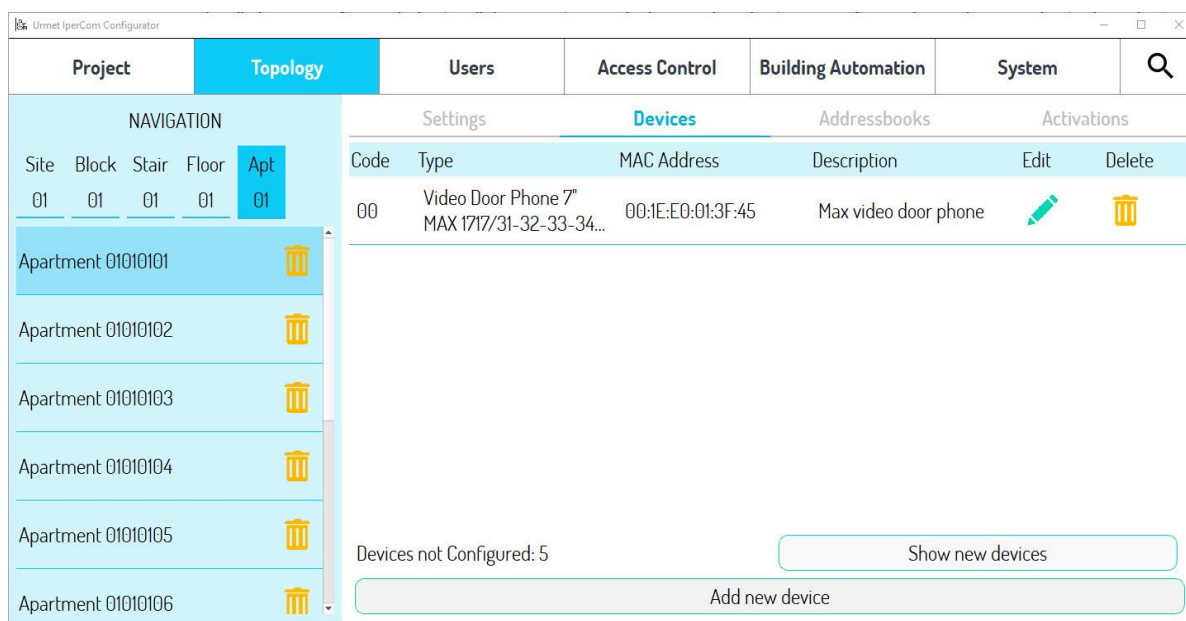 Urmet IperCom Configurator
Project Topology Users Access Control Building Automation System
NAVIGATION
Site Block Stair Floor Apt
01 01 01 01 01
Apartment 01010101
Apartment 01010102
Apartment 01010103
Apartment 01010104
Apartment 01010105
Apartment 01010106
Settings Devices Addressbooks Activations
Code Type MAC Address Description Edit Delete
00 Video Door Phone 7" 00:1E:E0:01:3F:45 Max video door phone
MAX 1717/31-32-33-34...
Devices not Configured: 5 Show new devices
Add new device